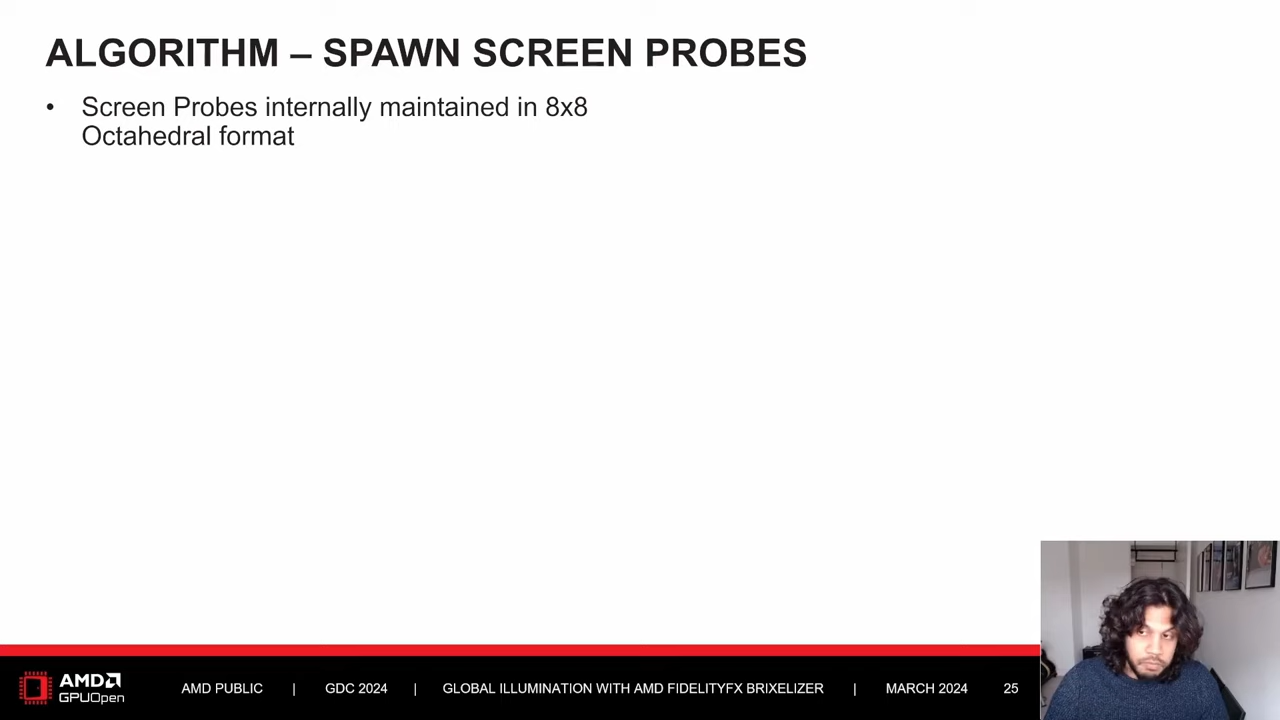 ALGORITHM – SPAWN SCREEN PROBES
• Screen Probes internally maintained in 8x8
Octahedral format
AMD
GPUOpen
AMD PUBLIC | GDC 2024 | GLOBAL ILLUMINATION WITH AMD FIDELITYFX BRIXELIZER | MARCH 2024 25